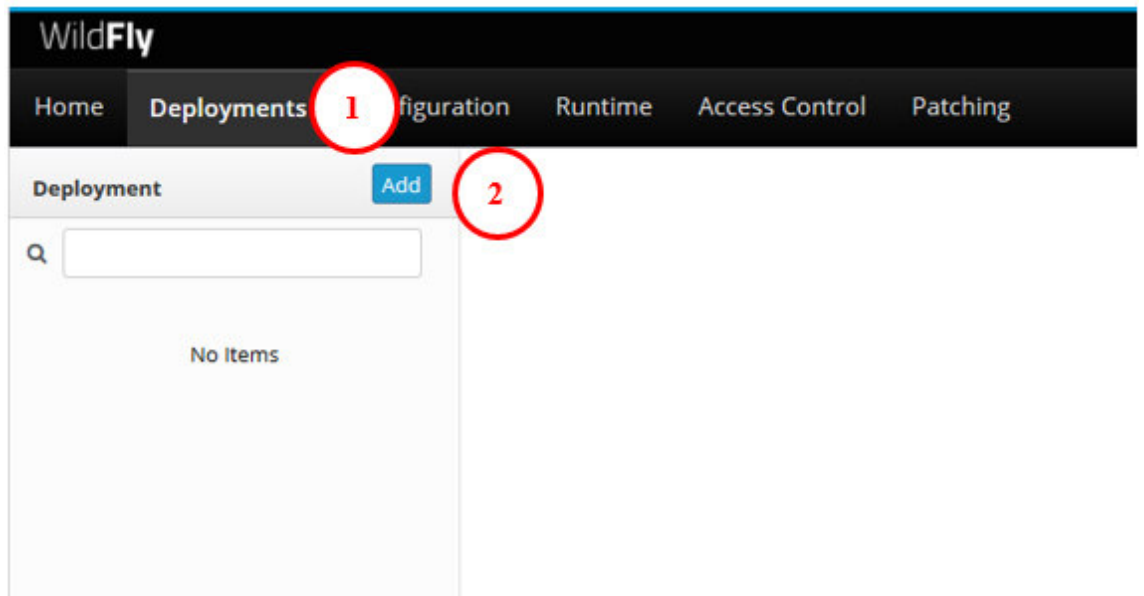 WildFly
Home Deployments 1 figuration Runtime Access Control Patching
Deployment Add 2
No Items